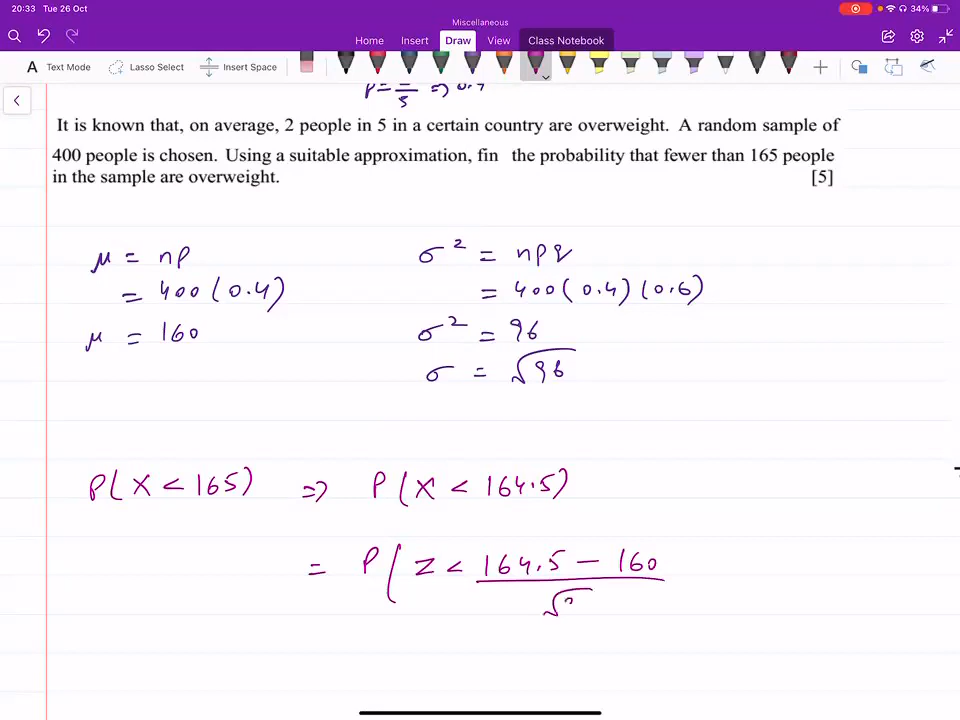 20:33 Tue 26 Oct
34%
Miscellaneous
Home Insert Draw View Class Notebook
A Text Mode Lasso Select Insert Space
P = 2/5 ⇒ 0.4
It is known that, on average, 2 people in 5 in a certain country are overweight. A random sample of
400 people is chosen. Using a suitable approximation, fin the probability that fewer than 165 people
in the sample are overweight. [5]
μ = np σ² = npq
= 400(0.4) = 400(0.4)(0.6)
μ = 160 σ² = 96
σ = √96
P(X < 165) ⇒ P(X < 164.5)
= P(Z < 164.5 − 160
√